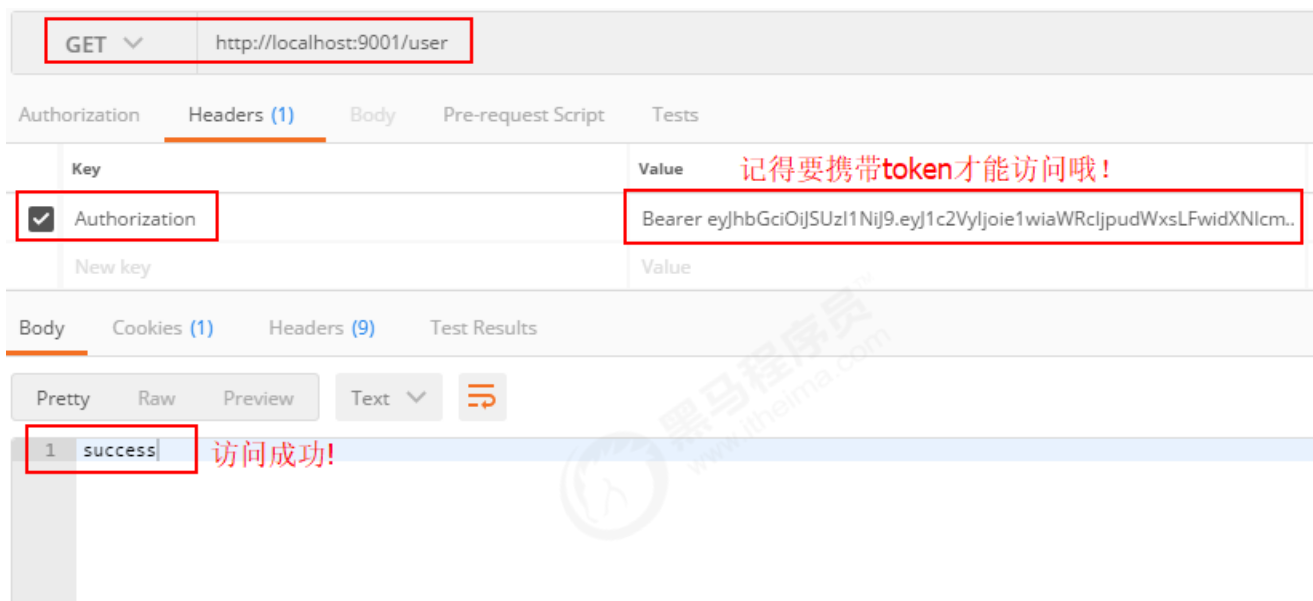 GET http://localhost:9001/user
Authorization Headers (1) Body Pre-request Script Tests
Key Value 记得要携带token才能访问哦!
Authorization Bearer eyJhbGciOiJSUzI1NiJ9.eyJ1c2VyIjoie1wiaWRcIjpudWxsLFwidXNlcm..
New key Value
Body Cookies (1) Headers (9) Test Results
Pretty Raw Preview Text
1 success 访问成功!
黑马程序员™
www.itheima.com